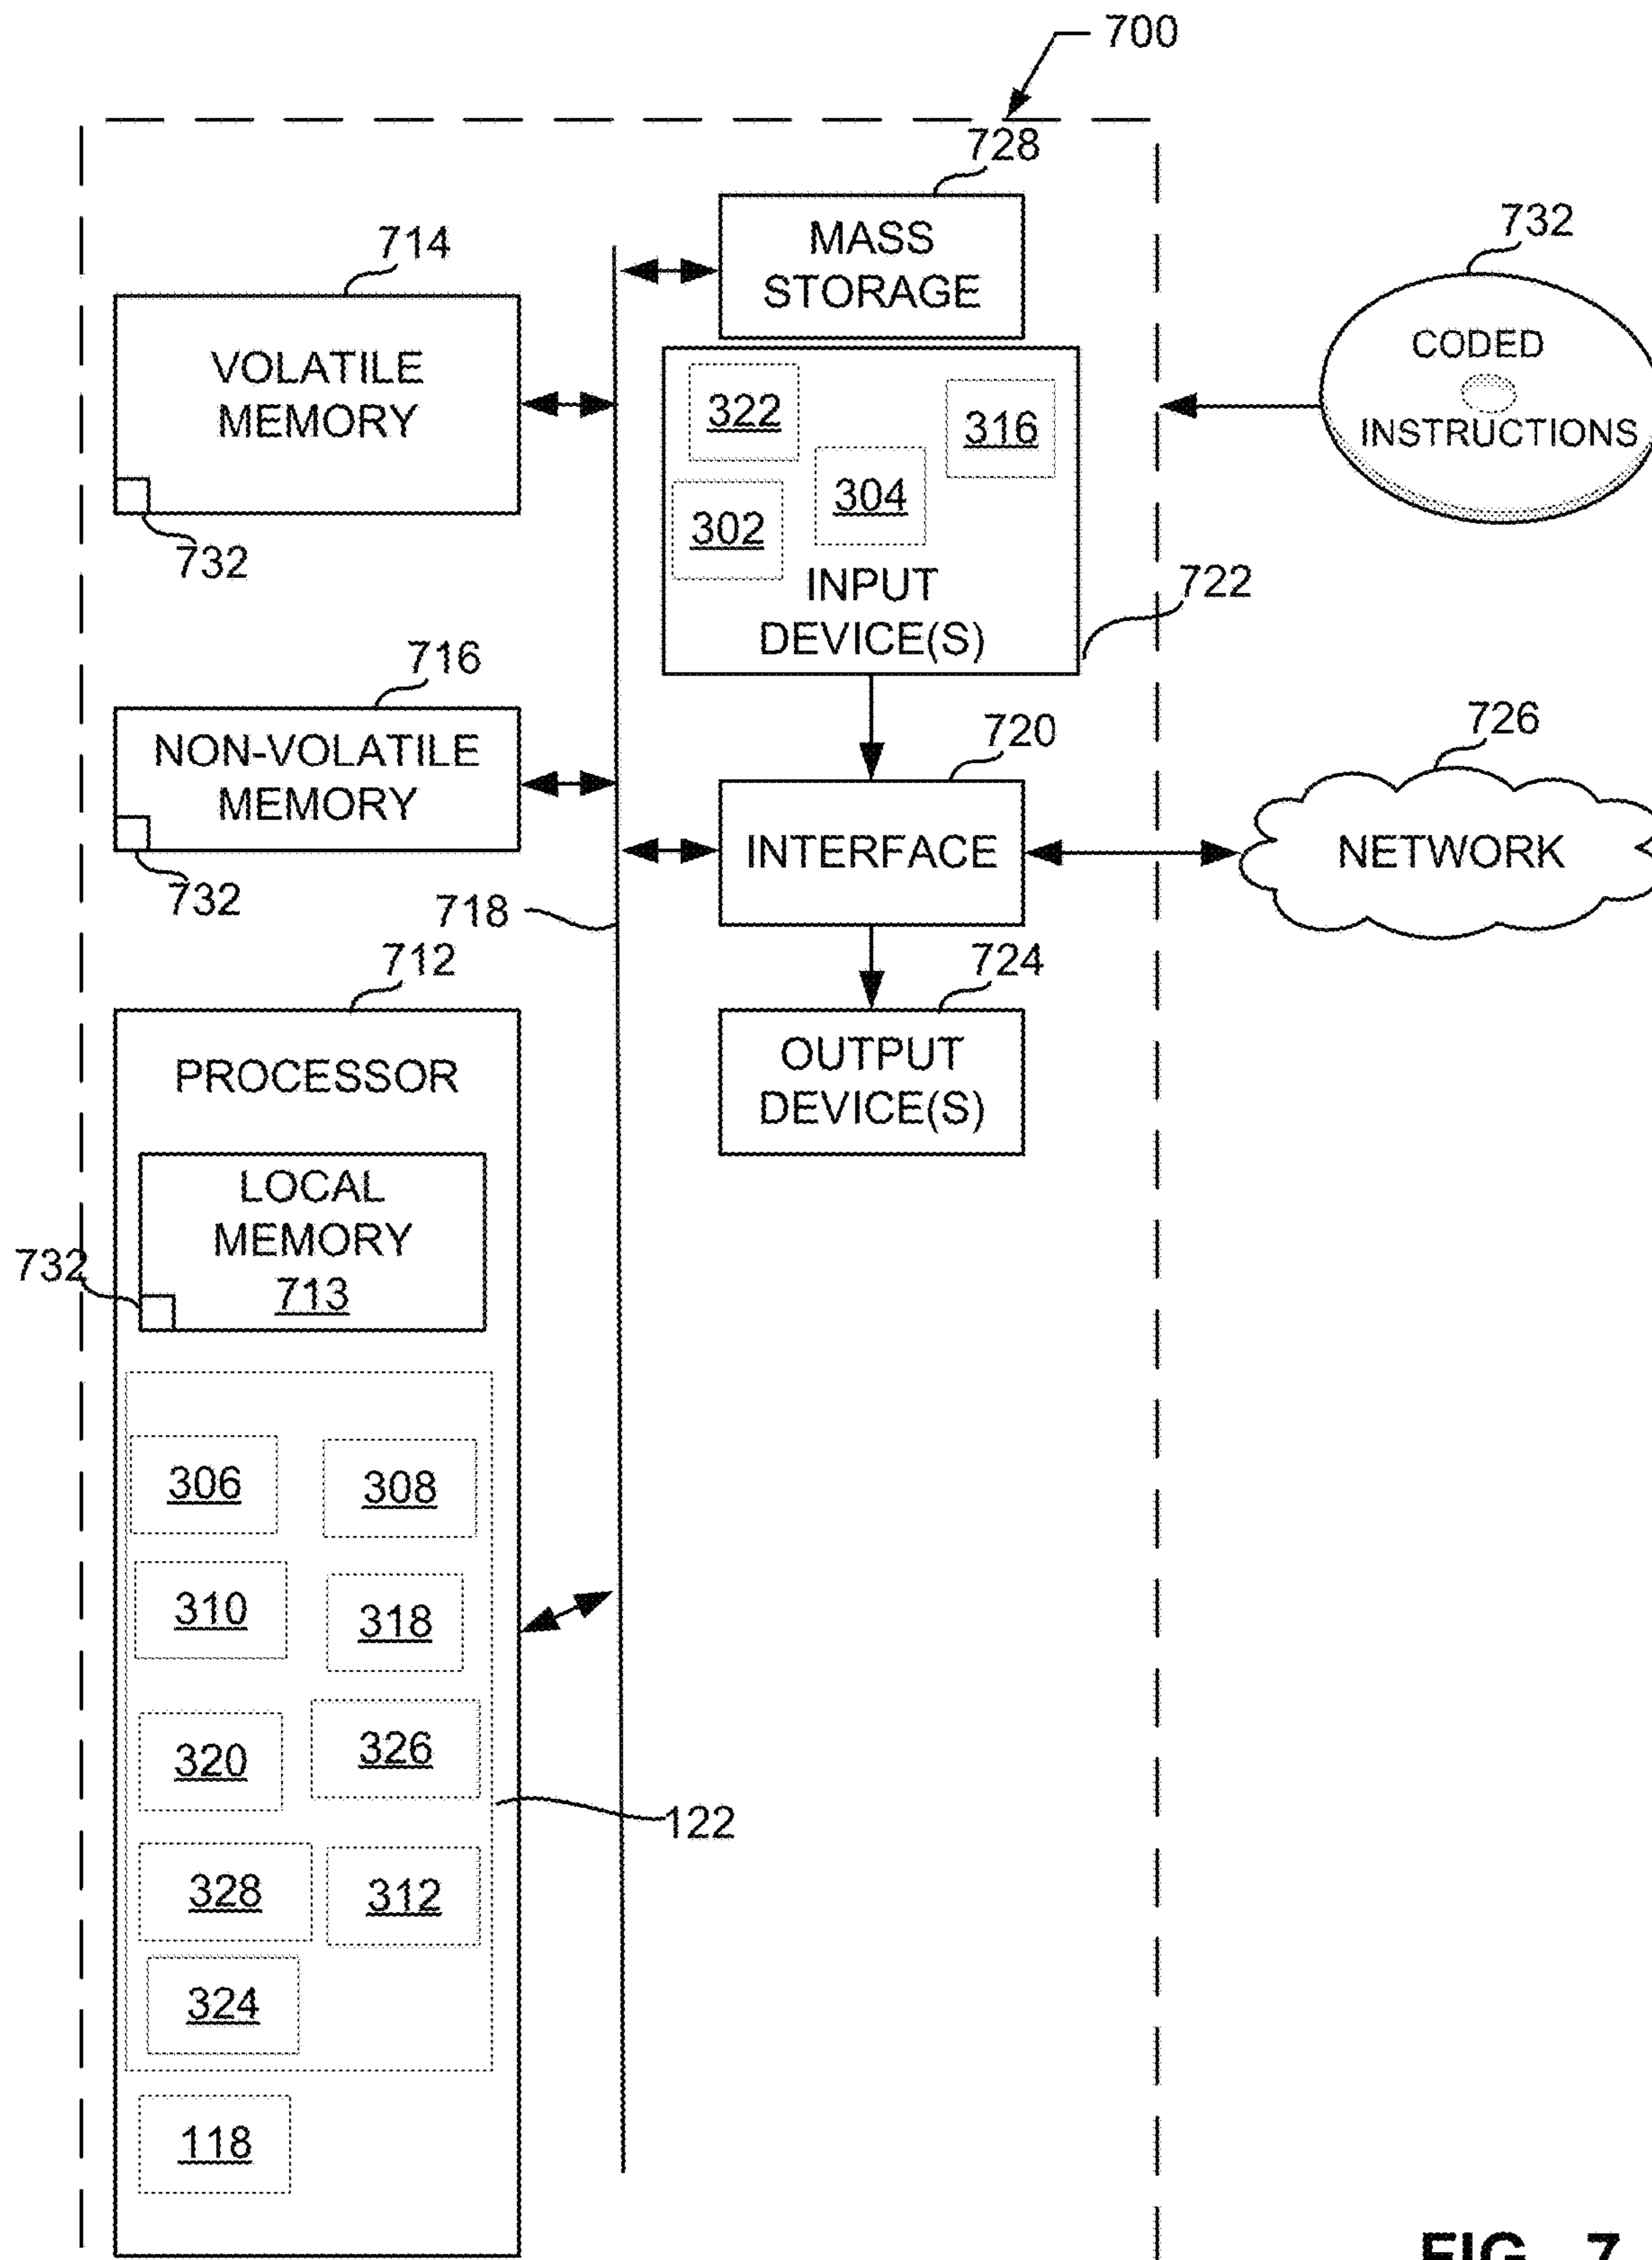 700
728
MASS
STORAGE
732
714
VOLATILE
MEMORY
732
322
316
304
302
INPUT
DEVICE(S)
722
CODED
INSTRUCTIONS
716
NON-VOLATILE
MEMORY
732
718
720
INTERFACE
726
NETWORK
712
PROCESSOR
724
OUTPUT
DEVICE(S)
LOCAL
MEMORY
713
732
306
308
310
318
320
326
122
328
312
324
118
FIG. 7